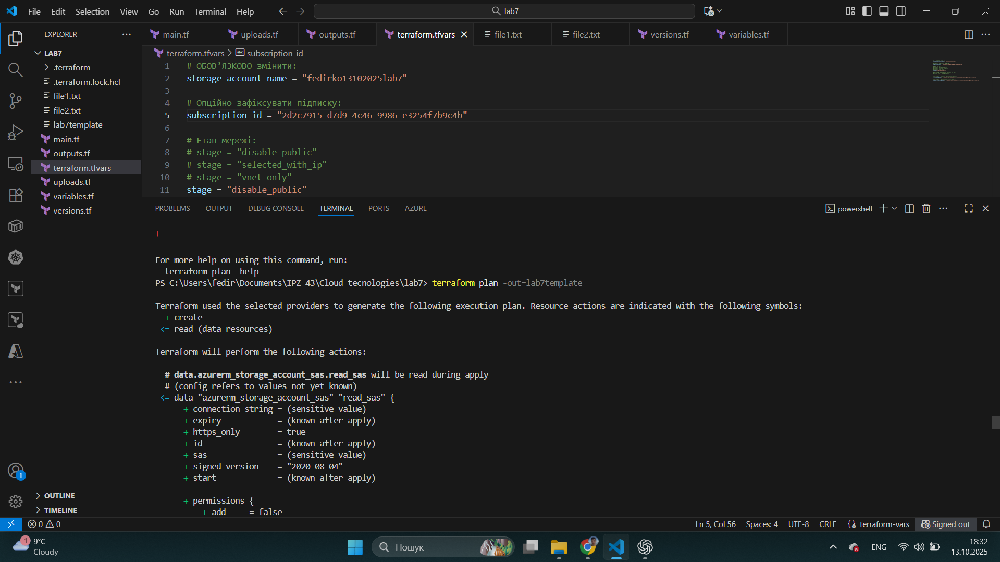 File Edit Selection View Go Run Terminal Help
lab7
EXPLORER
LAB7
.terraform
.terraform.lock.hcl
file1.txt
file2.txt
lab7template
main.tf
outputs.tf
terraform.tfvars
uploads.tf
variables.tf
versions.tf
OUTLINE
TIMELINE
main.tf uploads.tf outputs.tf terraform.tfvars file1.txt file2.txt versions.tf variables.tf
terraform.tfvars > subscription_id
1 # ОБОВ’ЯЗКОВО змінити:
2 storage_account_name = "fedirko13102025lab7"
3
4 # Опційно зафіксувати підписку:
5 subscription_id = "2d2c7915-d7d9-4c46-9986-e3254f7b9c4b"
6
7 # Етап мережі:
8 # stage = "disable_public"
9 # stage = "selected_with_ip"
10 # stage = "vnet_only"
11 stage = "disable_public"
PROBLEMS OUTPUT DEBUG CONSOLE TERMINAL PORTS AZURE
powershell
For more help on using this command, run:
terraform plan -help
PS C:\Users\fedir\Documents\IPZ_43\Cloud_tecnologies\lab7> terraform plan -out=lab7template
Terraform used the selected providers to generate the following execution plan. Resource actions are indicated with the following symbols:
+ create
<= read (data resources)
Terraform will perform the following actions:
# data.azurerm_storage_account_sas.read_sas will be read during apply
# (config refers to values not yet known)
<= data "azurerm_storage_account_sas" "read_sas" {
+ connection_string = (sensitive value)
+ expiry = (known after apply)
+ https_only = true
+ id = (known after apply)
+ sas = (sensitive value)
+ signed_version = "2020-08-04"
+ start = (known after apply)
+ permissions {
+ add = false
0 0
Ln 5, Col 56 Spaces: 4 UTF-8 CRLF terraform-vars Signed out
1
1
9°C
Cloudy
Пошук
ENG
18:32
13.10.2025